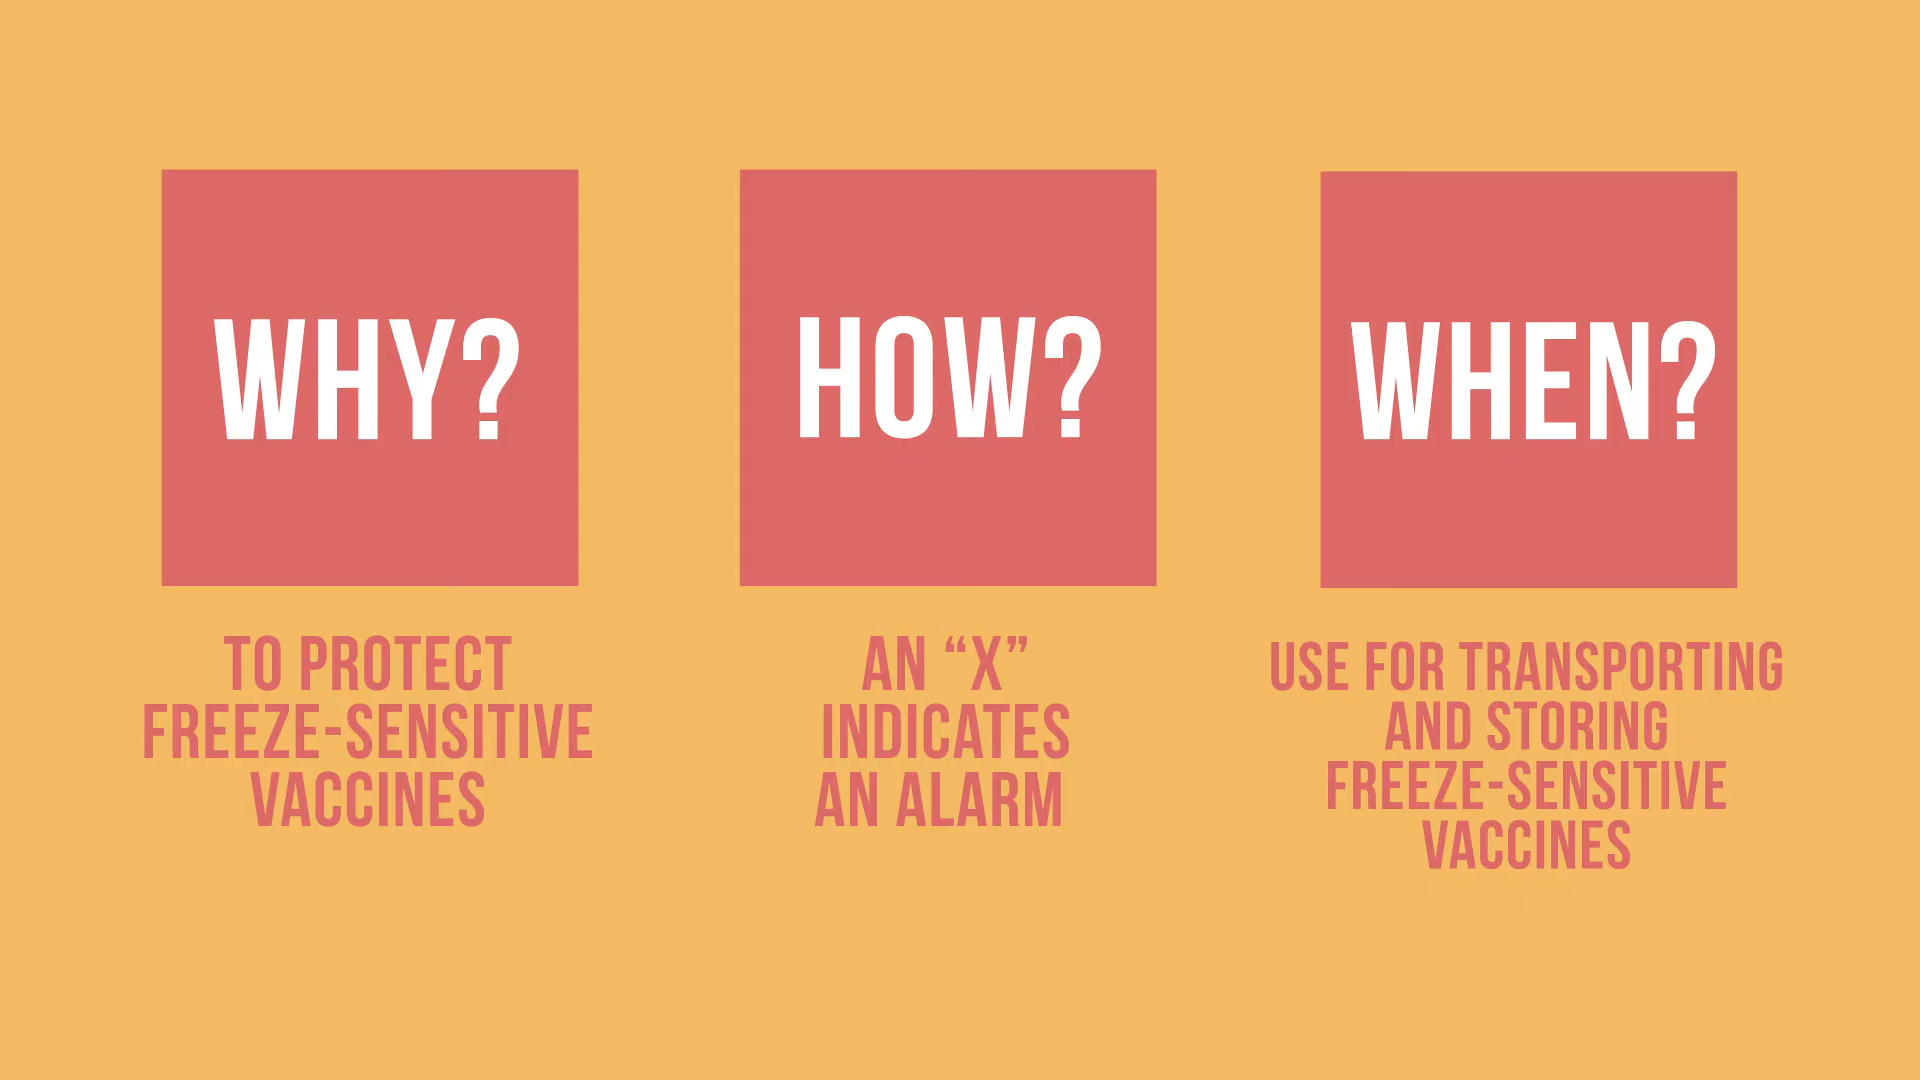 WHY?
TO PROTECT
FREEZE-SENSITIVE
VACCINES
HOW?
AN “X”
INDICATES
AN ALARM
WHEN?
USE FOR TRANSPORTING
AND STORING
FREEZE-SENSITIVE
VACCINES